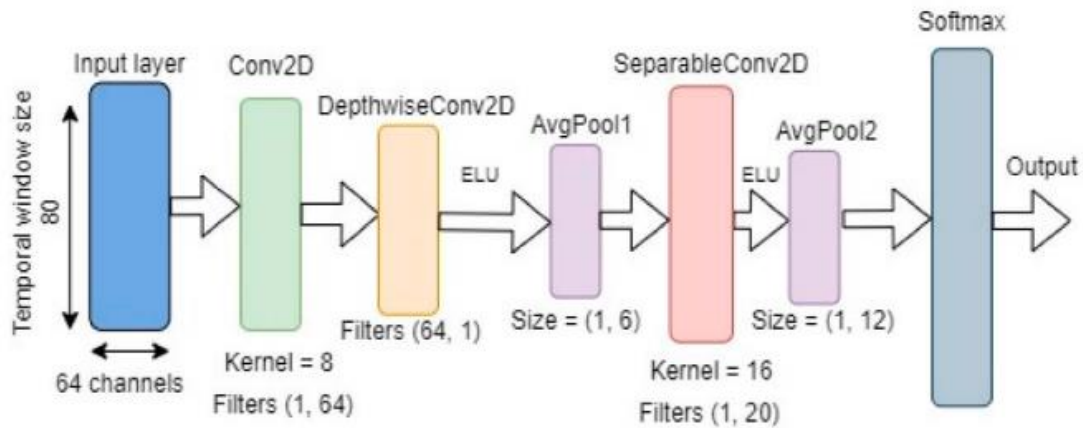 Input layer
Temporal window size
80
64 channels
Conv2D
Kernel = 8
Filters (1, 64)
DepthwiseConv2D
Filters (64, 1)
ELU
AvgPool1
Size = (1, 6)
SeparableConv2D
Kernel = 16
Filters (1, 20)
ELU
AvgPool2
Size = (1, 12)
Softmax
Output